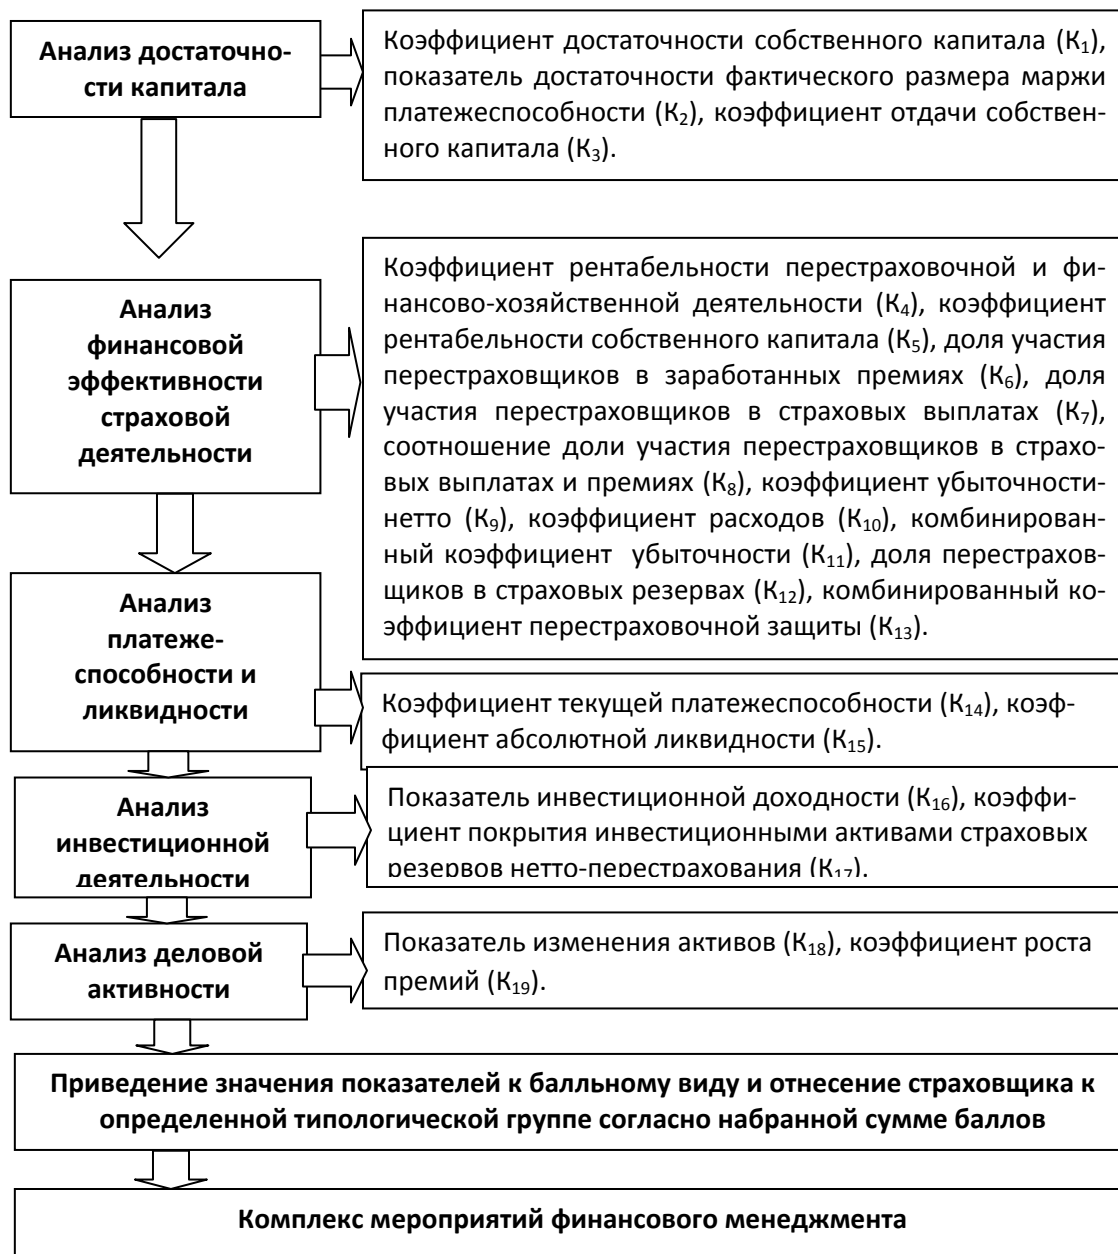 Анализ достаточно-
сти капитала
Коэффициент достаточности собственного капитала (К₁),
показатель достаточности фактического размера маржи
платежеспособности (К₂), коэффициент отдачи собствен-
ного капитала (К₃).
Анализ
финансовой
эффективности
страховой
деятельности
Коэффициент рентабельности перестраховочной и фи-
нансово-хозяйственной деятельности (К₄), коэффициент
рентабельности собственного капитала (К₅), доля участия
перестраховщиков в заработанных премиях (К₆), доля
участия перестраховщиков в страховых выплатах (К₇),
соотношение доли участия перестраховщиков в страхо-
вых выплатах и премиях (К₈), коэффициент убыточности-
нетто (К₉), коэффициент расходов (К₁₀), комбинирован-
ный коэффициент убыточности (К₁₁), доля перестрахов-
щиков в страховых резервах (К₁₂), комбинированный ко-
эффициент перестраховочной защиты (К₁₃).
Анализ
платеже-
способности и
ликвидности
Коэффициент текущей платежеспособности (К₁₄), коэф-
фициент абсолютной ликвидности (К₁₅).
Анализ
инвестиционной
деятельности
Показатель инвестиционной доходности (К₁₆), коэффи-
циент покрытия инвестиционными активами страховых
резервов нетто-перестрахования (К₁₇).
Анализ деловой
активности
Показатель изменения активов (К₁₈), коэффициент роста
премий (К₁₉).
Приведение значения показателей к балльному виду и отнесение страховщика к
определенной типологической группе согласно набранной сумме баллов
Комплекс мероприятий финансового менеджмента